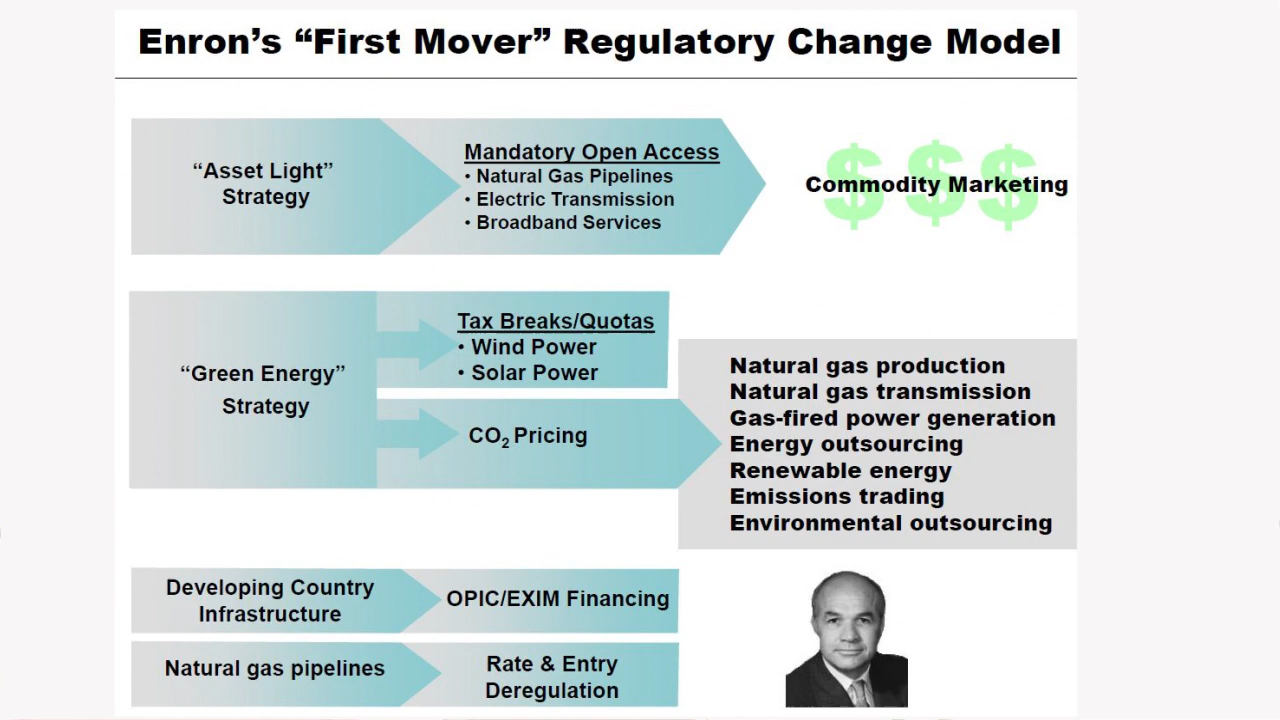 Enron’s “First Mover” Regulatory Change Model
“Asset Light”
Strategy
Mandatory Open Access
• Natural Gas Pipelines
• Electric Transmission
• Broadband Services
$ $ $
Commodity Marketing
“Green Energy”
Strategy
Tax Breaks/Quotas
• Wind Power
• Solar Power
CO₂ Pricing
Natural gas production
Natural gas transmission
Gas-fired power generation
Energy outsourcing
Renewable energy
Emissions trading
Environmental outsourcing
Developing Country
Infrastructure
OPIC/EXIM Financing
Natural gas pipelines
Rate & Entry
Deregulation